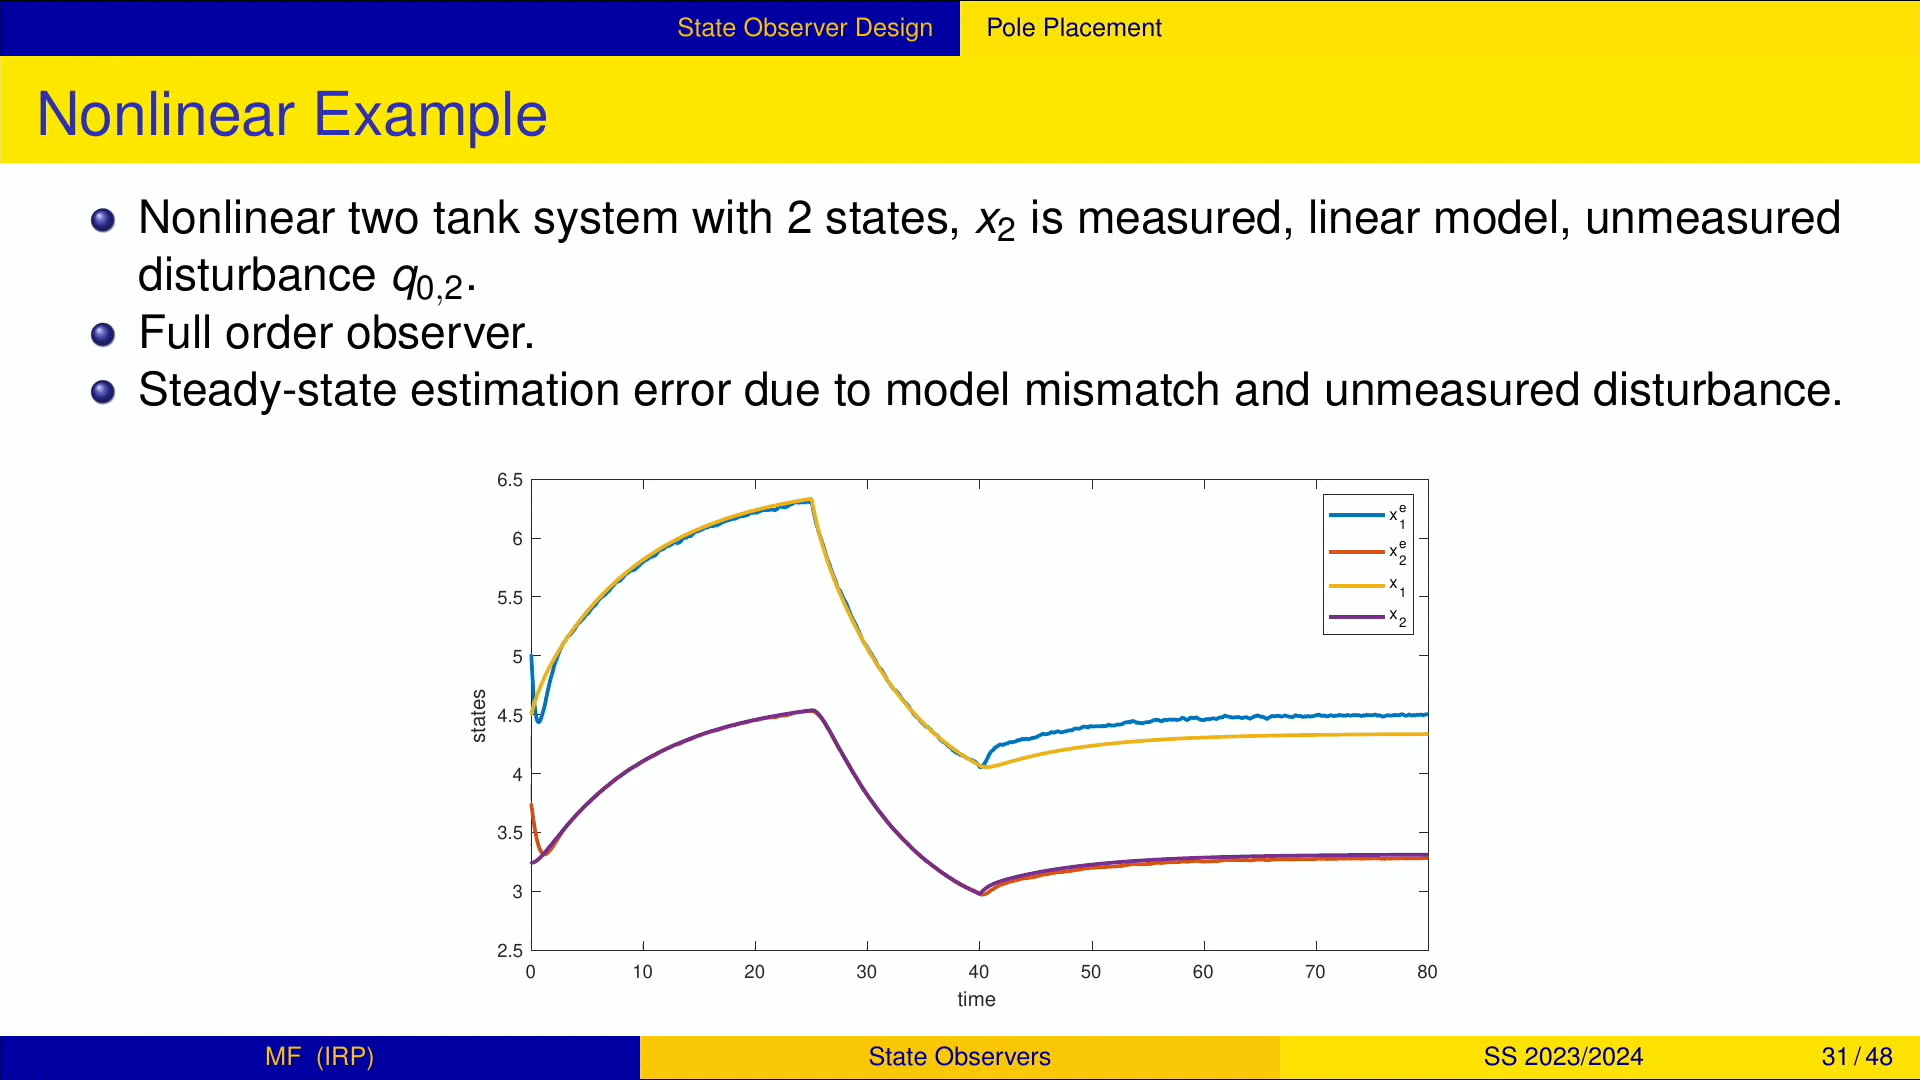 State Observer Design
Pole Placement
Nonlinear Example
Nonlinear two tank system with 2 states, x₂ is measured, linear model, unmeasured
disturbance q₀,₂.
Full order observer.
Steady-state estimation error due to model mismatch and unmeasured disturbance.
6.5
6
5.5
5
4.5
4
3.5
3
2.5
states
0 10 20 30 40 50 60 70 80
time
x₁ᵉ
x₂ᵉ
x₁
x₂
MF (IRP)
State Observers
SS 2023/2024
31 / 48